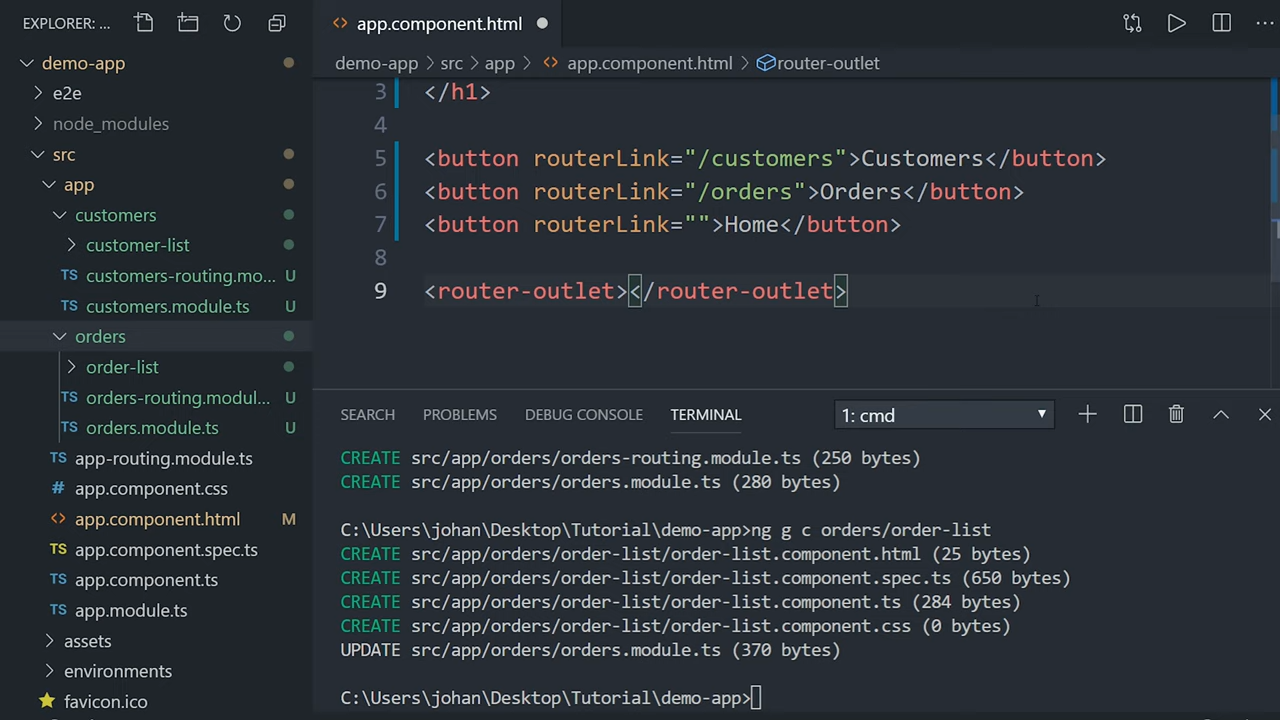 EXPLORER: ...
demo-app
e2e
node_modules
src
app
customers
customer-list
TS customers-routing.mo... U
TS customers.module.ts U
orders
order-list
TS orders-routing.modul... U
TS orders.module.ts U
TS app-routing.module.ts
# app.component.css
<> app.component.html M
TS app.component.spec.ts
TS app.component.ts
TS app.module.ts
assets
environments
favicon.ico
<> app.component.html
demo-app > src > app > <> app.component.html > router-outlet
3 </h1>
4
5 <button routerLink="/customers">Customers</button>
6 <button routerLink="/orders">Orders</button>
7 <button routerLink="">Home</button>
8
9 <router-outlet></router-outlet>
SEARCH PROBLEMS DEBUG CONSOLE TERMINAL 1: cmd
CREATE src/app/orders/orders-routing.module.ts (250 bytes)
CREATE src/app/orders/orders.module.ts (280 bytes)
C:\Users\johan\Desktop\Tutorial\demo-app>ng g c orders/order-list
CREATE src/app/orders/order-list/order-list.component.html (25 bytes)
CREATE src/app/orders/order-list/order-list.component.spec.ts (650 bytes)
CREATE src/app/orders/order-list/order-list.component.ts (284 bytes)
CREATE src/app/orders/order-list/order-list.component.css (0 bytes)
UPDATE src/app/orders/orders.module.ts (370 bytes)
C:\Users\johan\Desktop\Tutorial\demo-app>